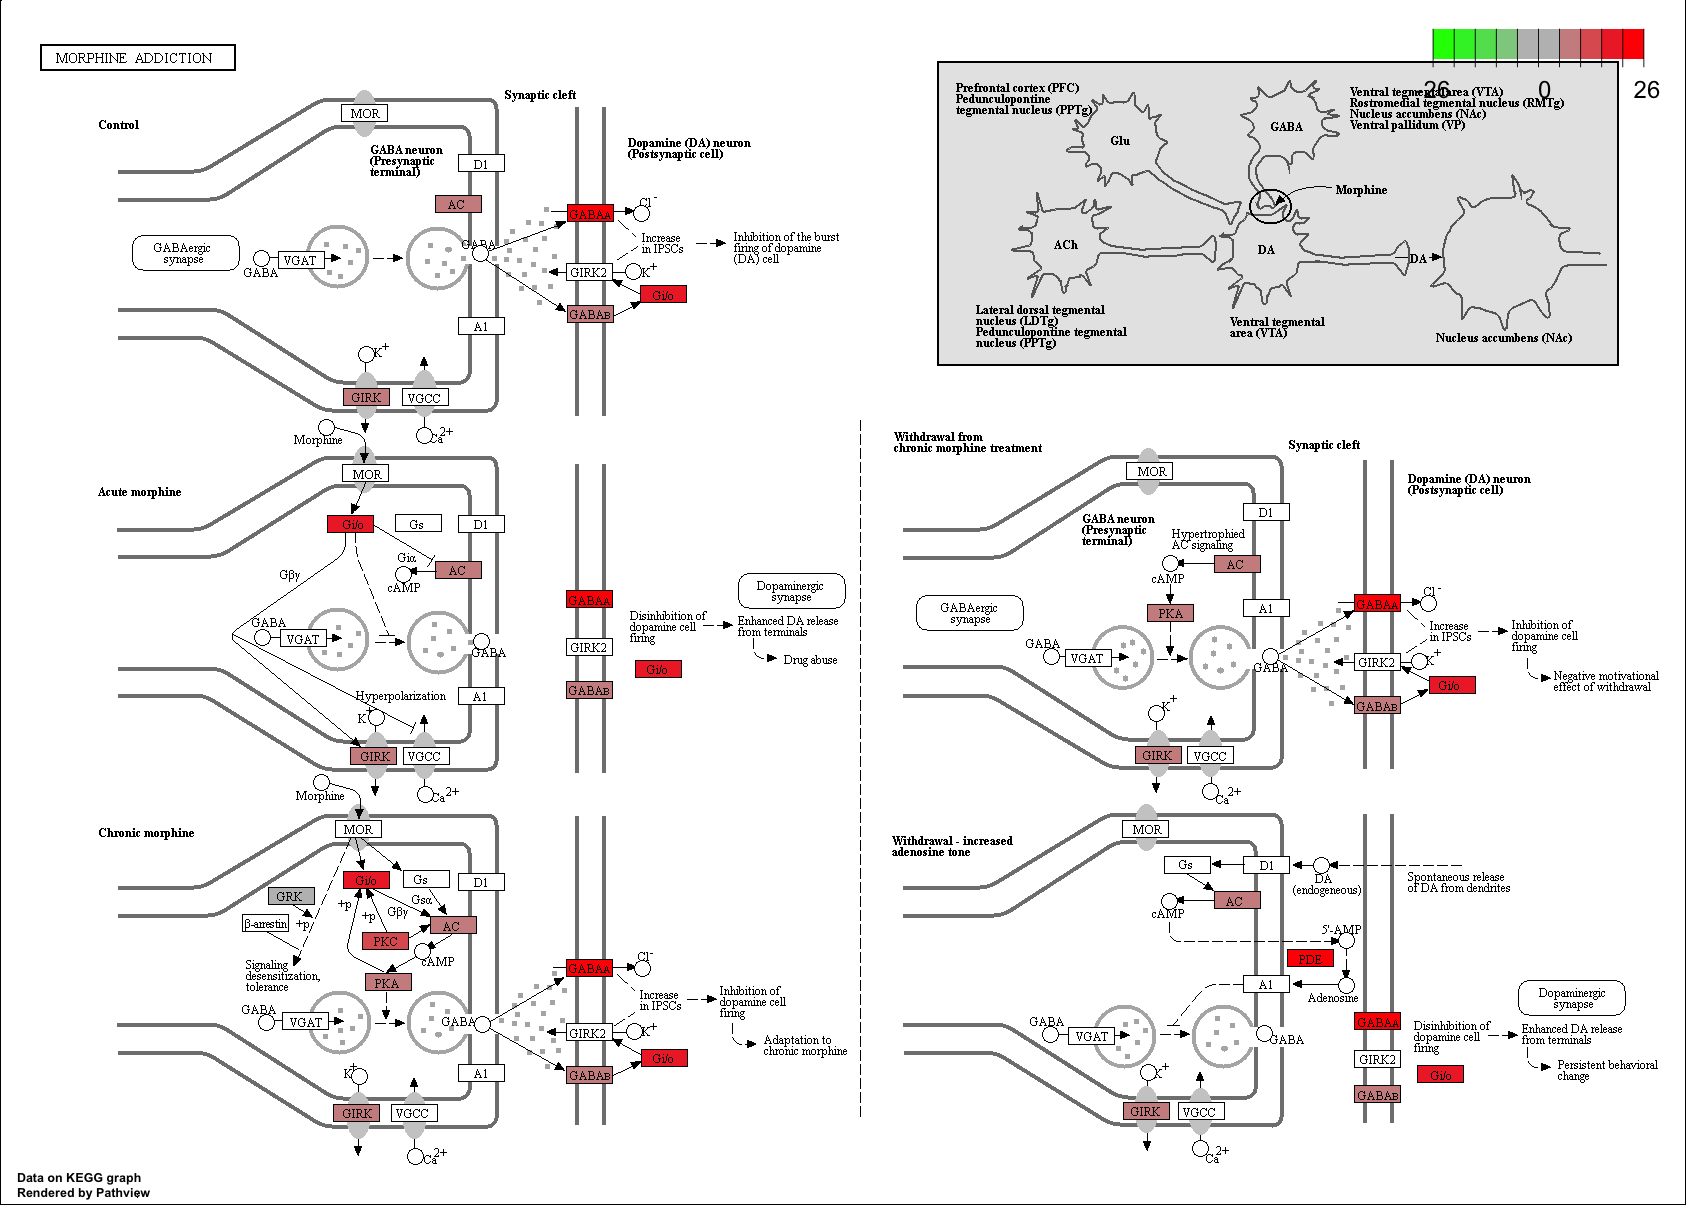 MORPHINE ADDICTION
-26
0
26
Prefrontal cortex (PFC)
Pedunculopontine
tegmental nucleus (PPTg)
Ventral tegmental area (VTA)
Rostromedial tegmental nucleus (RMTg)
Nucleus accumbens (NAc)
Ventral pallidum (VP)
Glu
GABA
Morphine
ACh
DA
DA
Lateral dorsal tegmental
nucleus (LDTg)
Pedunculopontine tegmental
nucleus (PPTg)
Ventral tegmental
area (VTA)
Nucleus accumbens (NAc)
Control
Synaptic cleft
MOR
GABA neuron
(Presynaptic
terminal)
Dopamine (DA) neuron
(Postsynaptic cell)
D1
AC
GABAA
Cl-
GABAergic
synapse
GABA
VGAT
GABA
Increase
in IPSCs
Inhibition of the burst
firing of dopamine
(DA) cell
GIRK2
K+
Gi/o
GABAB
A1
K+
GIRK
VGCC
Ca2+
Morphine
MOR
Acute morphine
Gi/o
Gs
D1
Giα
AC
cAMP
Gβγ
GABA
VGAT
GABA
Hyperpolarization
A1
K+
GIRK
VGCC
Ca2+
GABAA
GIRK2
Gi/o
GABAB
Disinhibition of
dopamine cell
firing
Dopaminergic
synapse
Enhanced DA release
from terminals
Drug abuse
Morphine
MOR
Chronic morphine
Gi/o
Gs
D1
GRK
+p
+p
+p
Gβγ
Gsα
β-arrestin
PKC
AC
cAMP
Signaling
desensitization,
tolerance
PKA
GABA
VGAT
GABA
A1
K+
GIRK
VGCC
Ca2+
GABAA
Cl-
Increase
in IPSCs
Inhibition of
dopamine cell
firing
GIRK2
K+
Gi/o
GABAB
Adaptation to
chronic morphine
Withdrawal from
chronic morphine treatment
Synaptic cleft
MOR
Dopamine (DA) neuron
(Postsynaptic cell)
D1
GABA neuron
(Presynaptic
terminal)
Hypertrophied
AC signaling
AC
cAMP
PKA
A1
GABAergic
synapse
GABA
VGAT
GABA
GABAA
Cl-
Increase
in IPSCs
Inhibition of
dopamine cell
firing
GIRK2
K+
Gi/o
GABAB
Negative motivational
effect of withdrawal
K+
GIRK
VGCC
Ca2+
Withdrawal - increased
adenosine tone
MOR
Gs
D1
DA
(endogeneous)
Spontaneous release
of DA from dendrites
AC
cAMP
5'-AMP
PDE
A1
Adenosine
GABA
VGAT
GABA
GABAA
GIRK2
Gi/o
GABAB
Disinhibition of
dopamine cell
firing
Dopaminergic
synapse
Enhanced DA release
from terminals
Persistent behavioral
change
K+
GIRK
VGCC
Ca2+
Data on KEGG graph
Rendered by Pathview